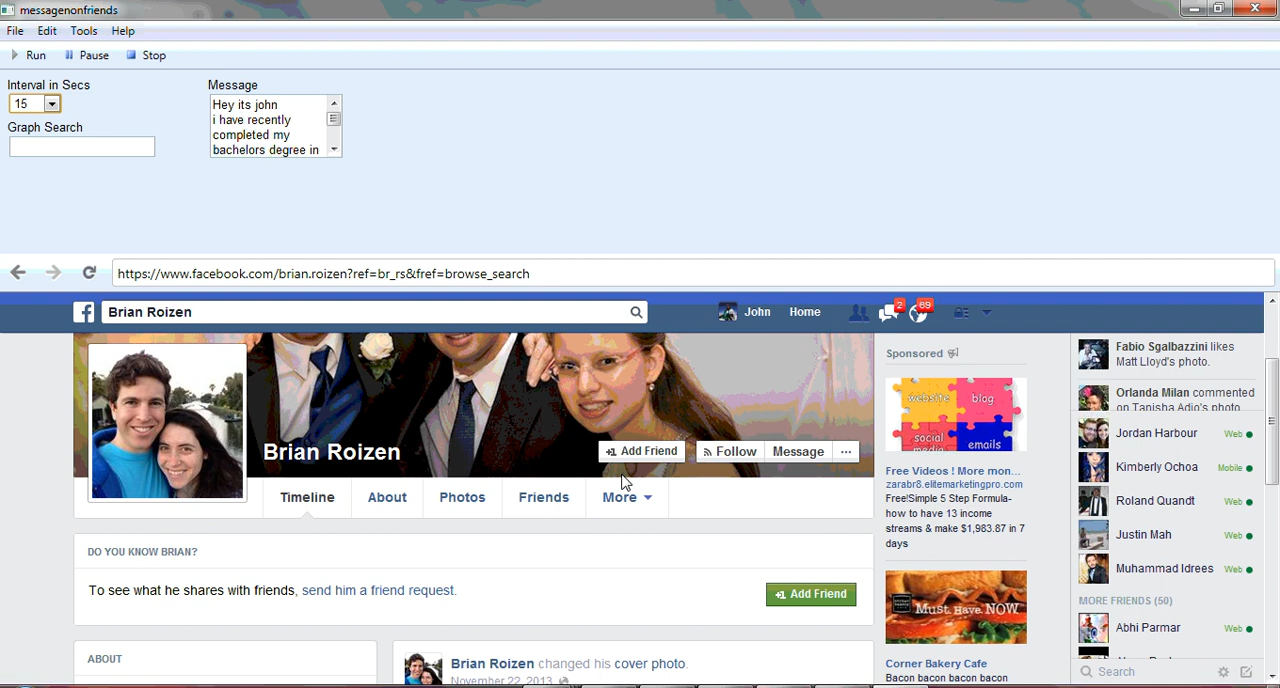 messagenonfriends
File Edit Tools Help
Run Pause Stop
Interval in Secs
15
Graph Search
Message
Hey its john
i have recently
completed my
bachelors degree in
https://www.facebook.com/brian.roizen?ref=br_rs&fref=browse_search
Brian Roizen
John Home
2
69
Brian Roizen
+1 Add Friend
Follow Message ...
Timeline About Photos Friends More
DO YOU KNOW BRIAN?
To see what he shares with friends, send him a friend request.
+1 Add Friend
ABOUT
Brian Roizen changed his cover photo.
November 22, 2013
Sponsored
website
blog
social
media
emails
Free Videos ! More mon...
zarabr8.elitemarketingpro.com
Free!Simple 5 Step Formula-
how to have 13 income
streams & make $1,983.87 in 7
days
Must. Have. NOW.
Corner Bakery Cafe
Bacon bacon bacon bacon
Fabio Sgalbazzini likes
Matt Lloyd's photo.
Orlanda Milan commented
on Tanisha Adio's photo
Jordan Harbour Web
Kimberly Ochoa Mobile
Roland Quandt Web
Justin Mah Web
Muhammad Idrees Web
MORE FRIENDS (50)
Abhi Parmar Web
Search